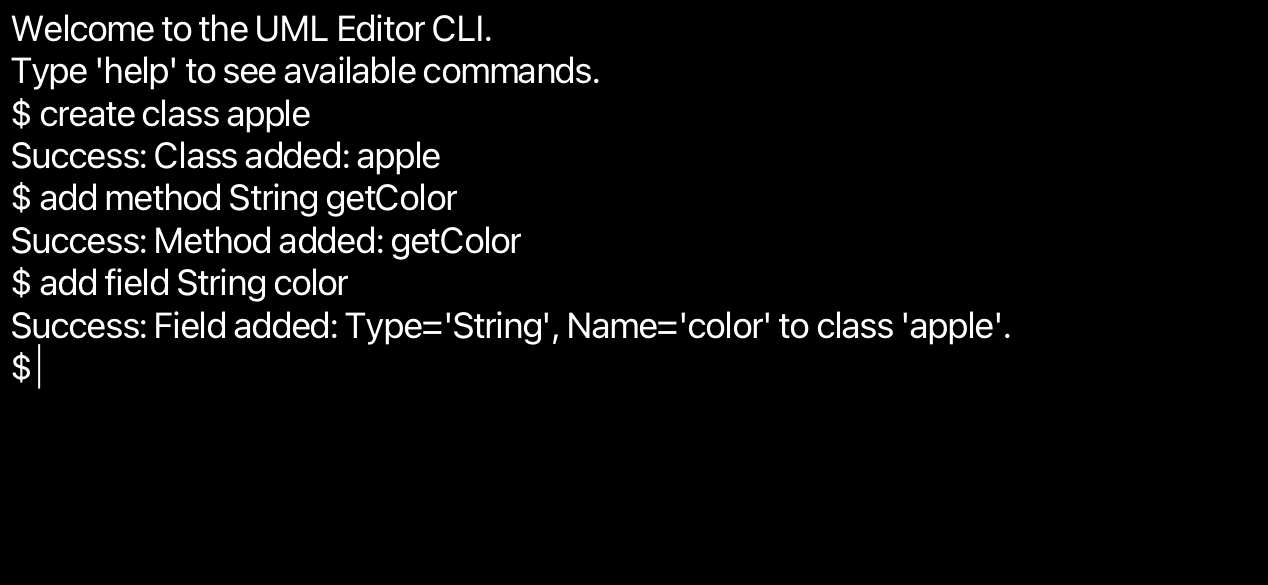 Welcome to the UML Editor CLI.
Type 'help' to see available commands.
$ create class apple
Success: Class added: apple
$ add method String getColor
Success: Method added: getColor
$ add field String color
Success: Field added: Type='String', Name='color' to class 'apple'.
$